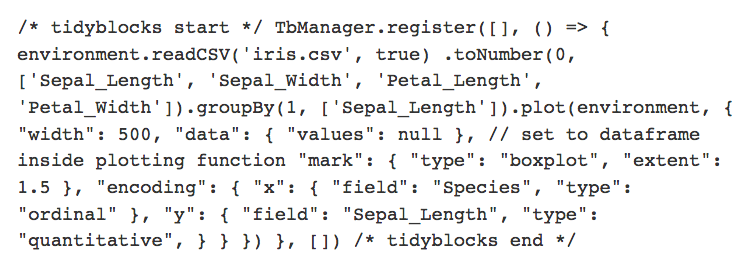 /* tidyblocks start */ TbManager.register([], () => {
environment.readCSV('iris.csv', true) .toNumber(0,
['Sepal_Length', 'Sepal_Width', 'Petal_Length',
'Petal_Width']).groupBy(1, ['Sepal_Length']).plot(environment, {
"width": 500, "data": { "values": null }, // set to dataframe
inside plotting function "mark": { "type": "boxplot", "extent":
1.5 }, "encoding": { "x": { "field": "Species", "type":
"ordinal" }, "y": { "field": "Sepal_Length", "type":
"quantitative", } } }) }, []) /* tidyblocks end */